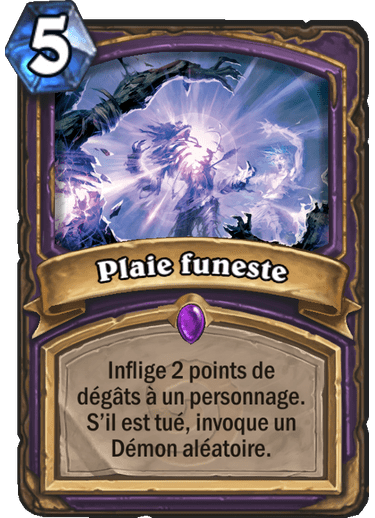 5
Plaie funeste
Inflige 2 points de
dégâts à un personnage.
S'il est tué, invoque un
Démon aléatoire.